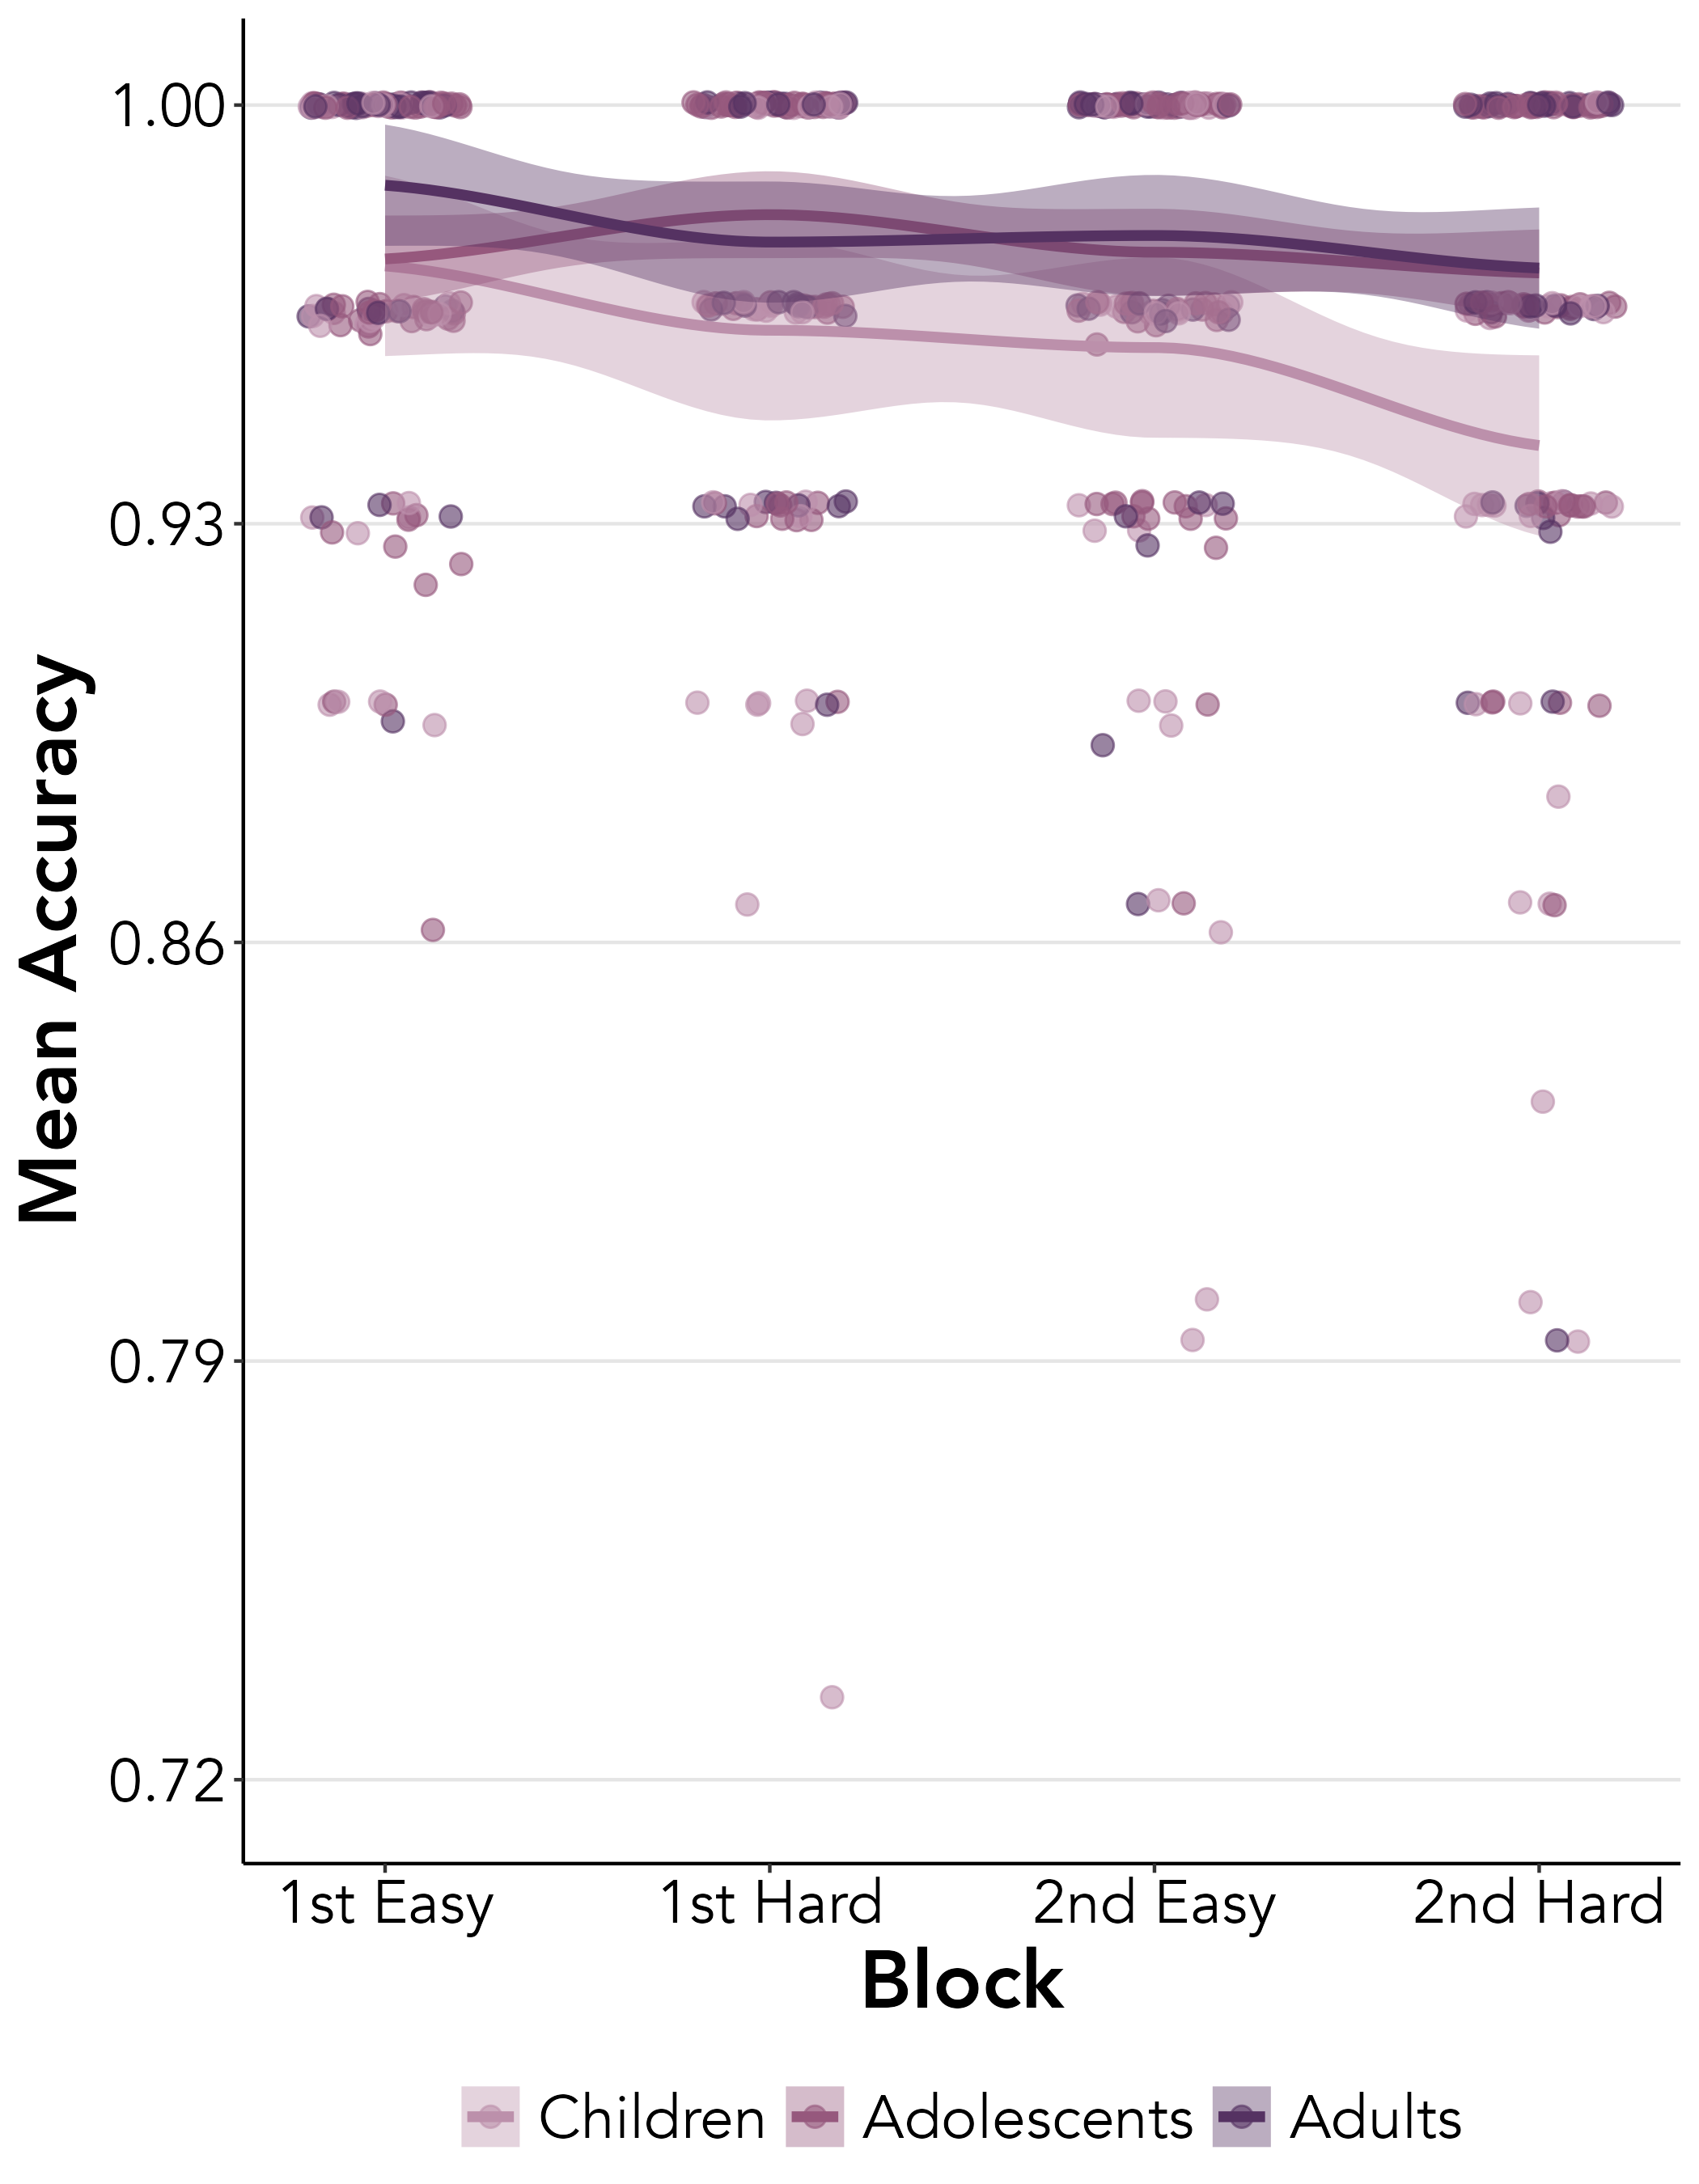 1.00
0.93
0.86
0.79
0.72
Mean Accuracy
1st Easy 1st Hard 2nd Easy 2nd Hard
Block
Children Adolescents Adults